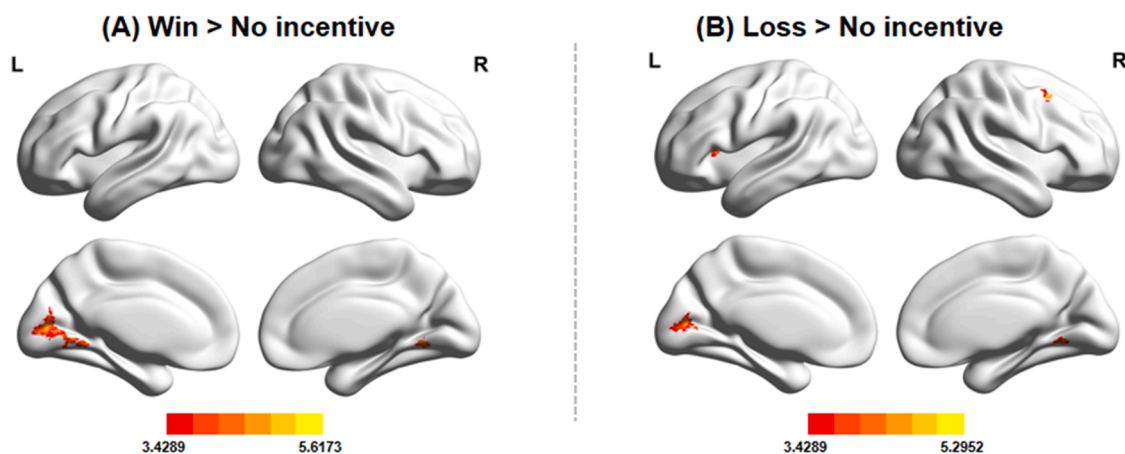 (A) Win > No incentive
(B) Loss > No incentive
L
R
L
R
3.4289
5.6173
3.4289
5.2952